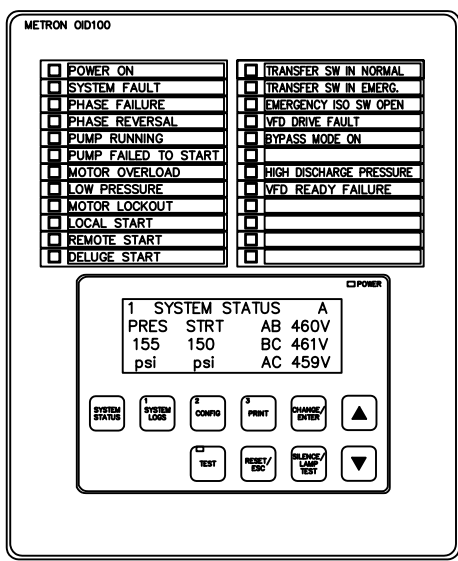 METRON OID100
POWER ON
SYSTEM FAULT
PHASE FAILURE
PHASE REVERSAL
PUMP RUNNING
PUMP FAILED TO START
MOTOR OVERLOAD
LOW PRESSURE
MOTOR LOCKOUT
LOCAL START
REMOTE START
DELUGE START
TRANSFER SW IN NORMAL
TRANSFER SW IN EMERG.
EMERGENCY ISO SW OPEN
VFD DRIVE FAULT
BYPASS MODE ON
HIGH DISCHARGE PRESSURE
VFD READY FAILURE
POWER
1 SYSTEM STATUS A
PRES STRT AB 460V
155 150 BC 461V
psi psi AC 459V
SYSTEM
STATUS
1
SYSTEM
LOGS
2
CONFIG
3
PRINT
CHANGE/
ENTER
TEST
RESET/
ESC
SILENCE/
LAMP
TEST